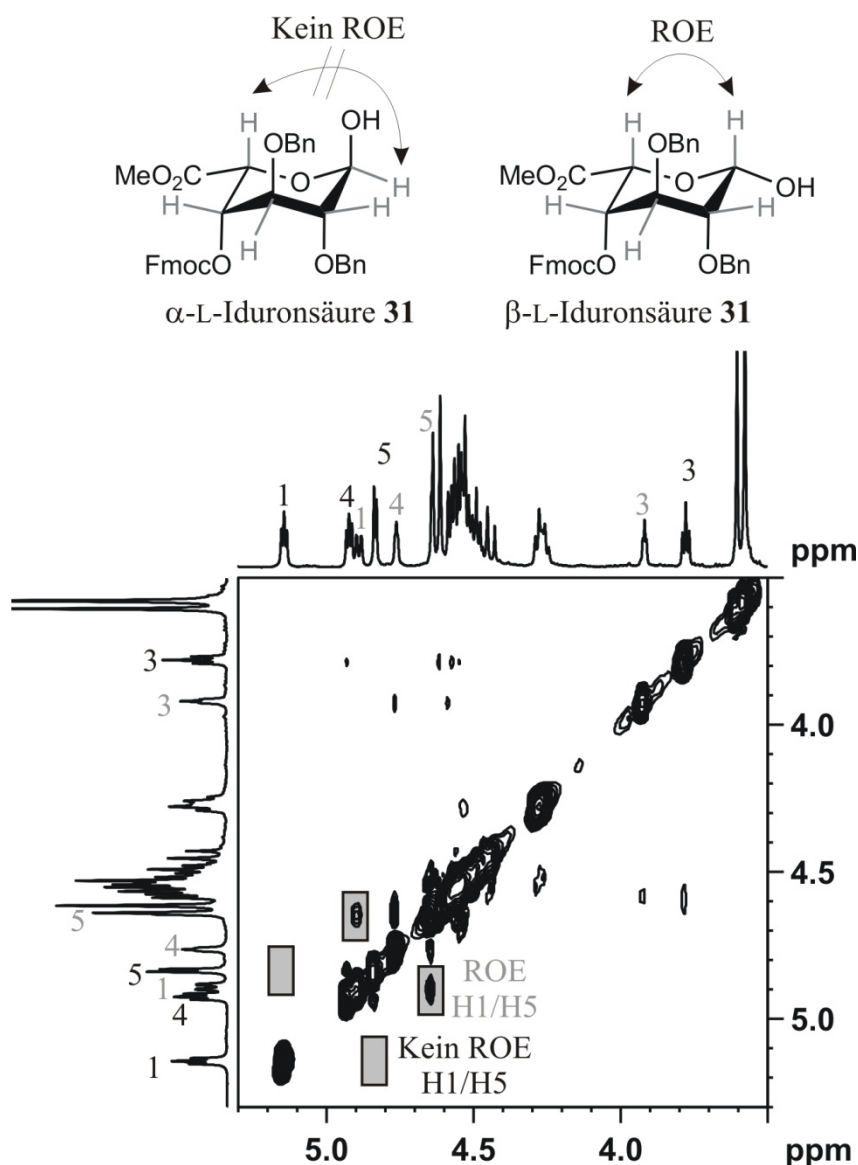 Kein ROE
ROE
H
OBn
OH
MeO₂C
O
H
H
H
H
FmocO
OBn
α-L-Iduronsäure 31
H
OBn
H
MeO₂C
O
OH
H
H
H
FmocO
OBn
β-L-Iduronsäure 31
1
4
1
5
4
5
3
3
ppm
3
3
5
4
5
1
4
1
ROE
H1/H5
Kein ROE
H1/H5
4.0
4.5
5.0
5.0
4.5
4.0
ppm